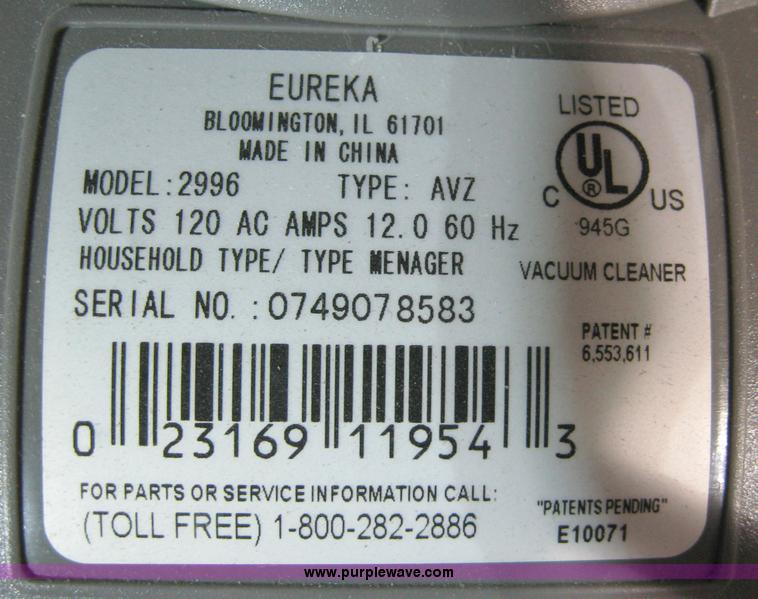 EUREKA
BLOOMINGTON, IL 61701
MADE IN CHINA
MODEL:2996 TYPE: AVZ
VOLTS 120 AC AMPS 12.0 60 Hz
HOUSEHOLD TYPE/ TYPE MENAGER
SERIAL NO.:0749078583
LISTED
UL ®
C US
945G
VACUUM CLEANER
PATENT #
6,553,611
0 23169 11954 3
FOR PARTS OR SERVICE INFORMATION CALL:
(TOLL FREE) 1-800-282-2886
"PATENTS PENDING"
E10071
www.purplewave.com